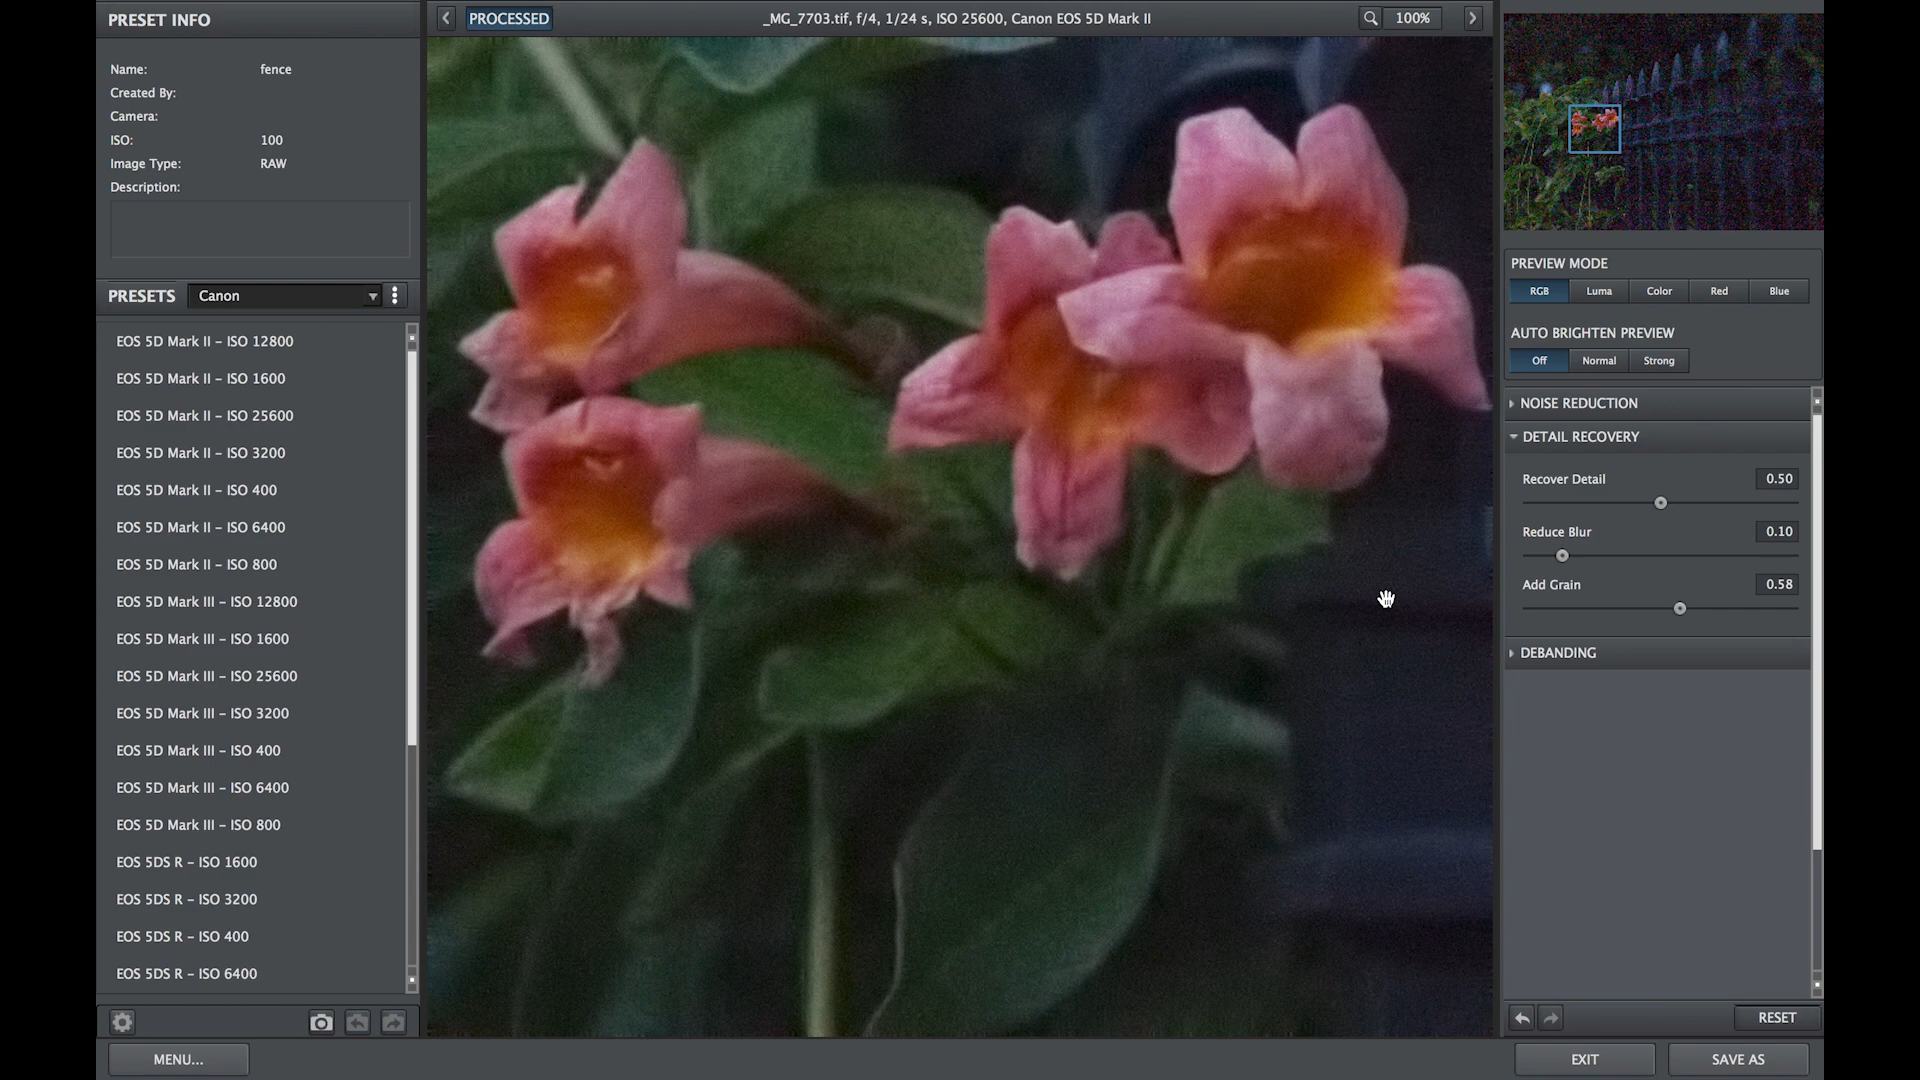 PRESET INFO
Name: fence
Created By:
Camera:
ISO: 100
Image Type: RAW
Description:
PRESETS Canon
EOS 5D Mark II – ISO 12800
EOS 5D Mark II – ISO 1600
EOS 5D Mark II – ISO 25600
EOS 5D Mark II – ISO 3200
EOS 5D Mark II – ISO 400
EOS 5D Mark II – ISO 6400
EOS 5D Mark II – ISO 800
EOS 5D Mark III – ISO 12800
EOS 5D Mark III – ISO 1600
EOS 5D Mark III – ISO 25600
EOS 5D Mark III – ISO 3200
EOS 5D Mark III – ISO 400
EOS 5D Mark III – ISO 6400
EOS 5D Mark III – ISO 800
EOS 5DS R – ISO 1600
EOS 5DS R – ISO 3200
EOS 5DS R – ISO 400
EOS 5DS R – ISO 6400
MENU...
PROCESSED
_MG_7703.tif, f/4, 1/24 s, ISO 25600, Canon EOS 5D Mark II
100%
PREVIEW MODE
RGB Luma Color Red Blue
AUTO BRIGHTEN PREVIEW
Off Normal Strong
NOISE REDUCTION
DETAIL RECOVERY
Recover Detail 0.50
Reduce Blur 0.10
Add Grain 0.58
DEBANDING
RESET
EXIT SAVE AS